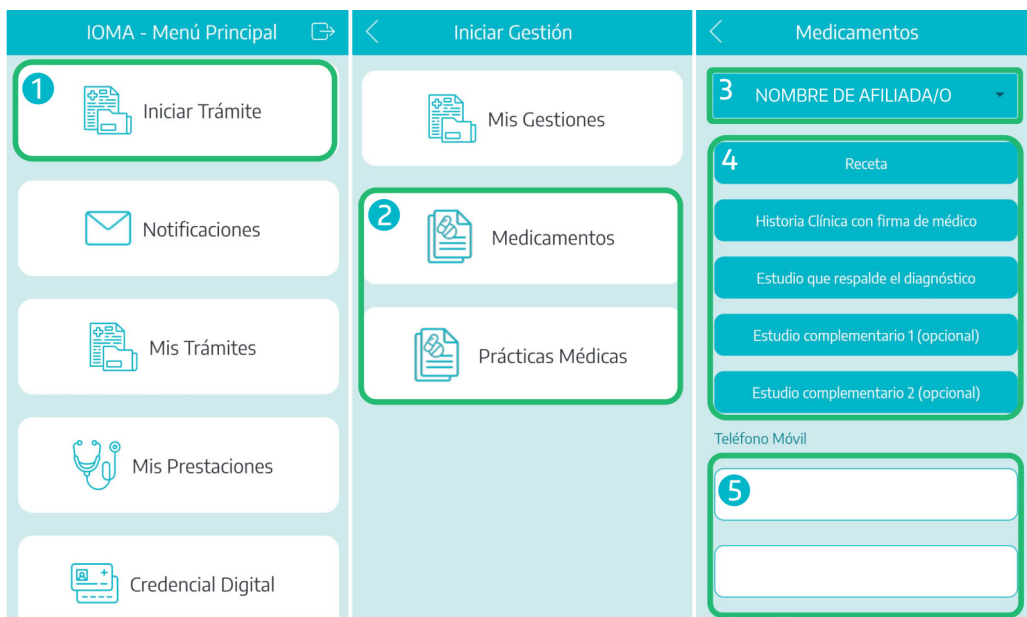 IOMA - Menú Principal
1
Iniciar Trámite
Notificaciones
Mis Trámites
Mis Prestaciones
Credencial Digital
Iniciar Gestión
Mis Gestiones
2
Medicamentos
Prácticas Médicas
Medicamentos
3 NOMBRE DE AFILIADA/O
4
Receta
Historia Clínica con firma de médico
Estudio que respalde el diagnóstico
Estudio complementario 1 (opcional)
Estudio complementario 2 (opcional)
Teléfono Móvil
5